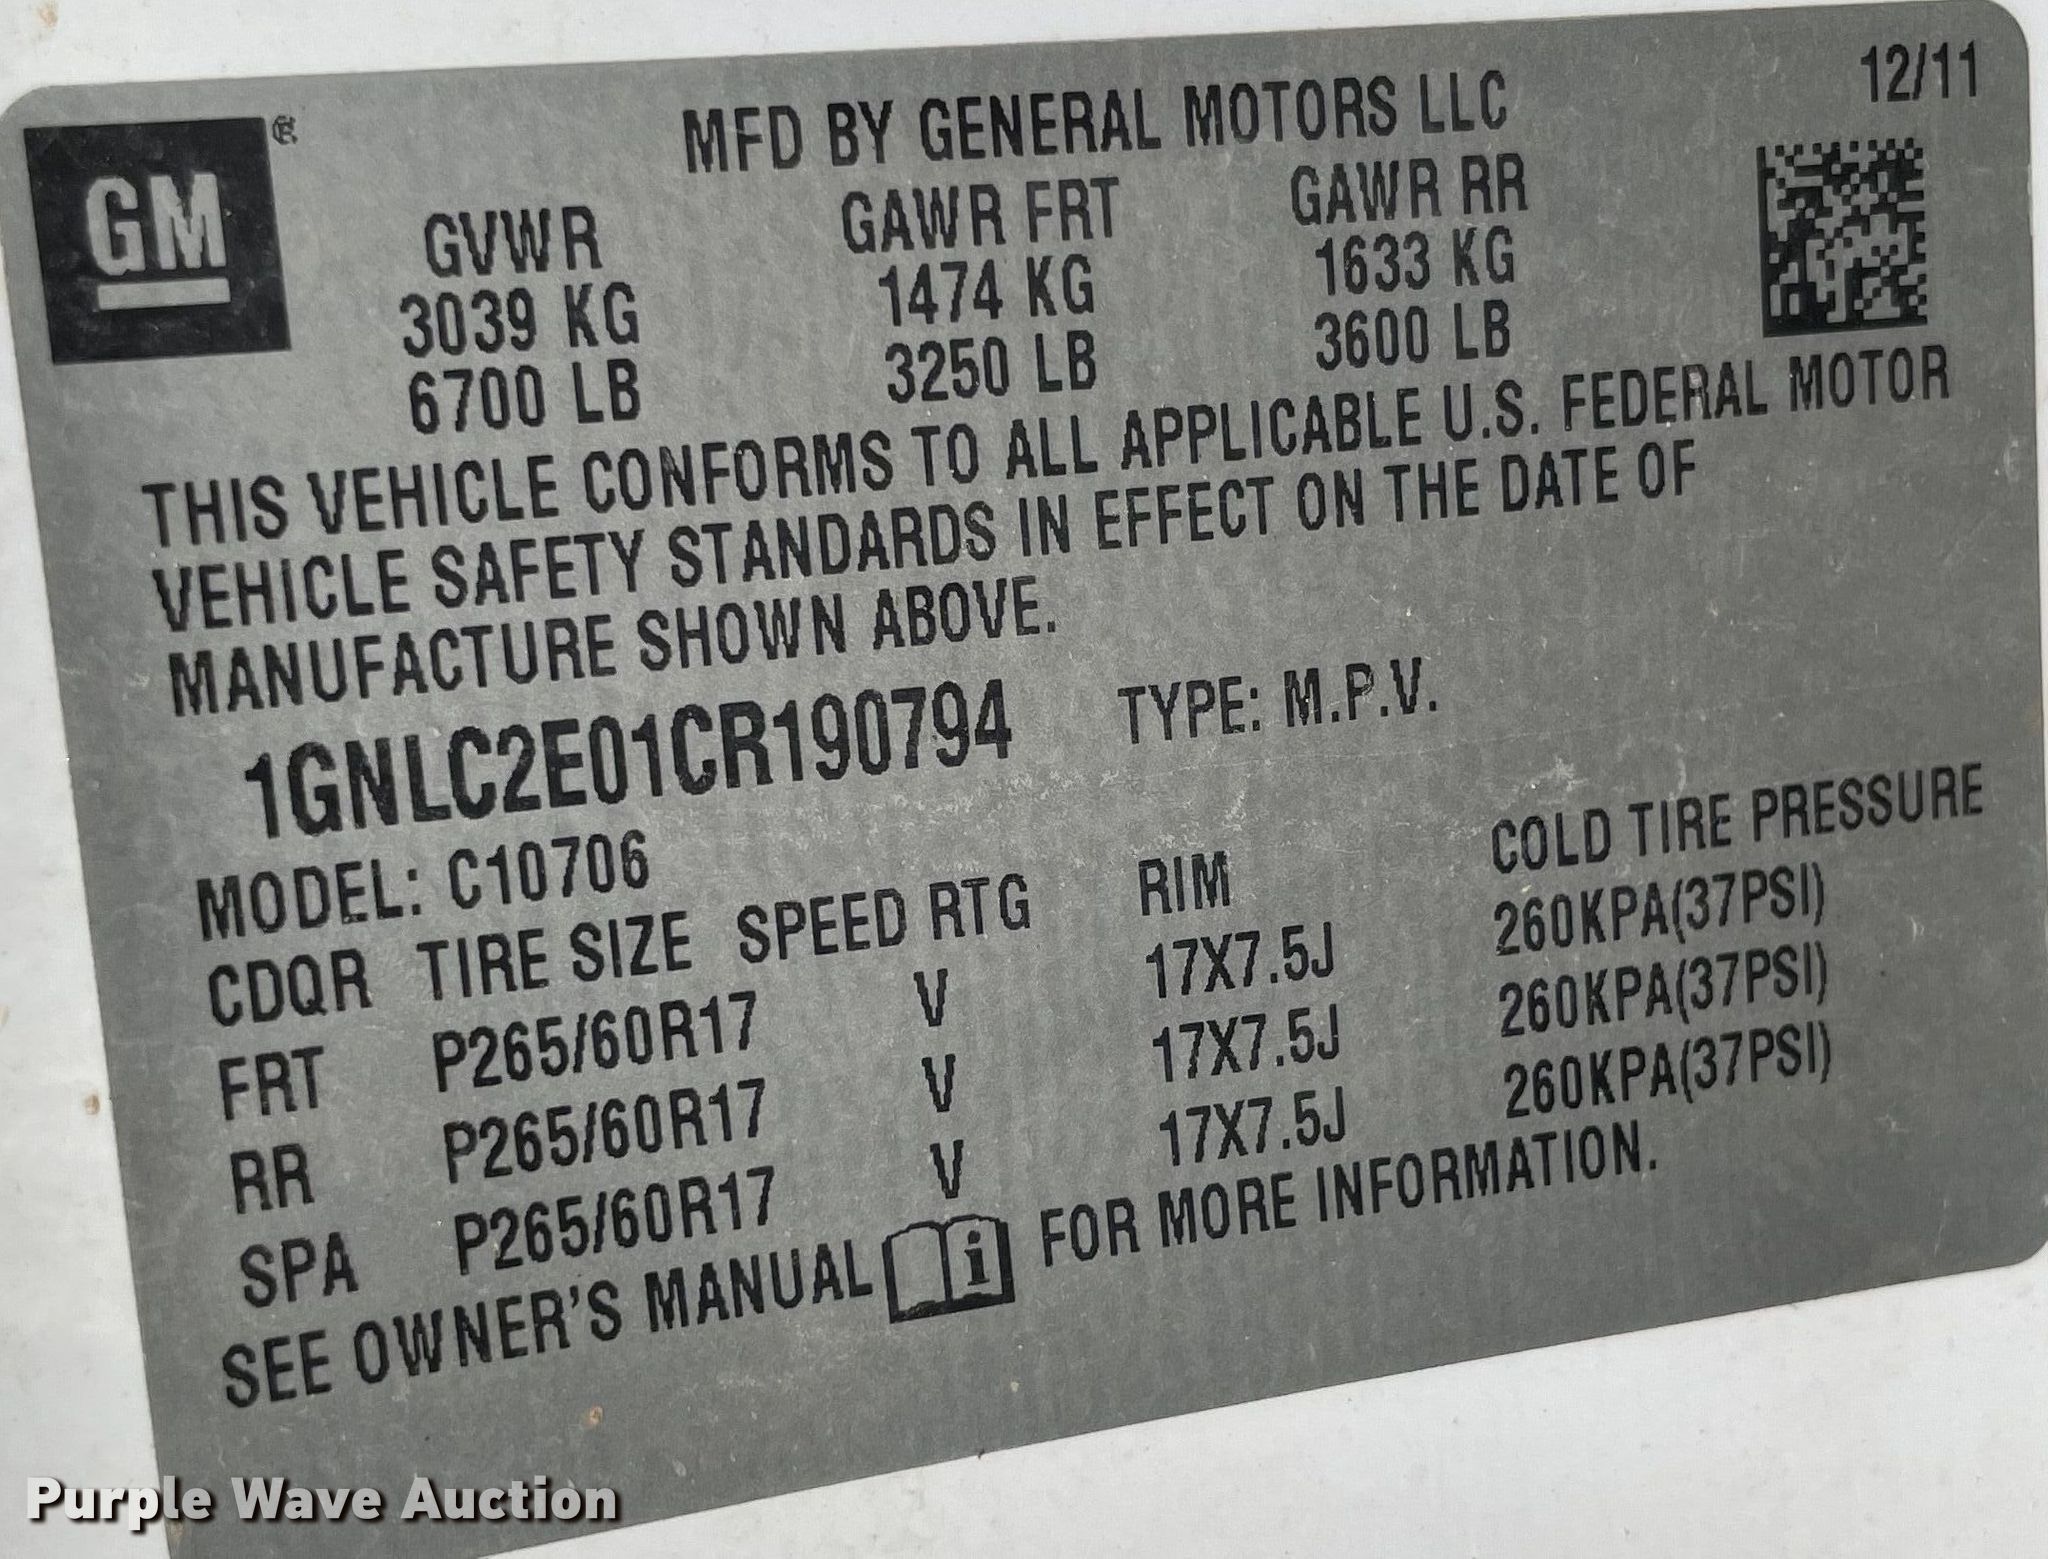 12/11
GM®
MFD BY GENERAL MOTORS LLC
GVWR GAWR FRT GAWR RR
3039 KG 1474 KG 1633 KG
6700 LB 3250 LB 3600 LB
THIS VEHICLE CONFORMS TO ALL APPLICABLE U.S. FEDERAL MOTOR
VEHICLE SAFETY STANDARDS IN EFFECT ON THE DATE OF
MANUFACTURE SHOWN ABOVE.
1GNLC2E01CR190794 TYPE: M.P.V.
MODEL: C10706
CDQR TIRE SIZE SPEED RTG RIM COLD TIRE PRESSURE
FRT P265/60R17 V 17X7.5J 260KPA(37PSI)
RR P265/60R17 V 17X7.5J 260KPA(37PSI)
SPA P265/60R17 V 17X7.5J 260KPA(37PSI)
SEE OWNER'S MANUAL i FOR MORE INFORMATION.
Purple Wave Auction